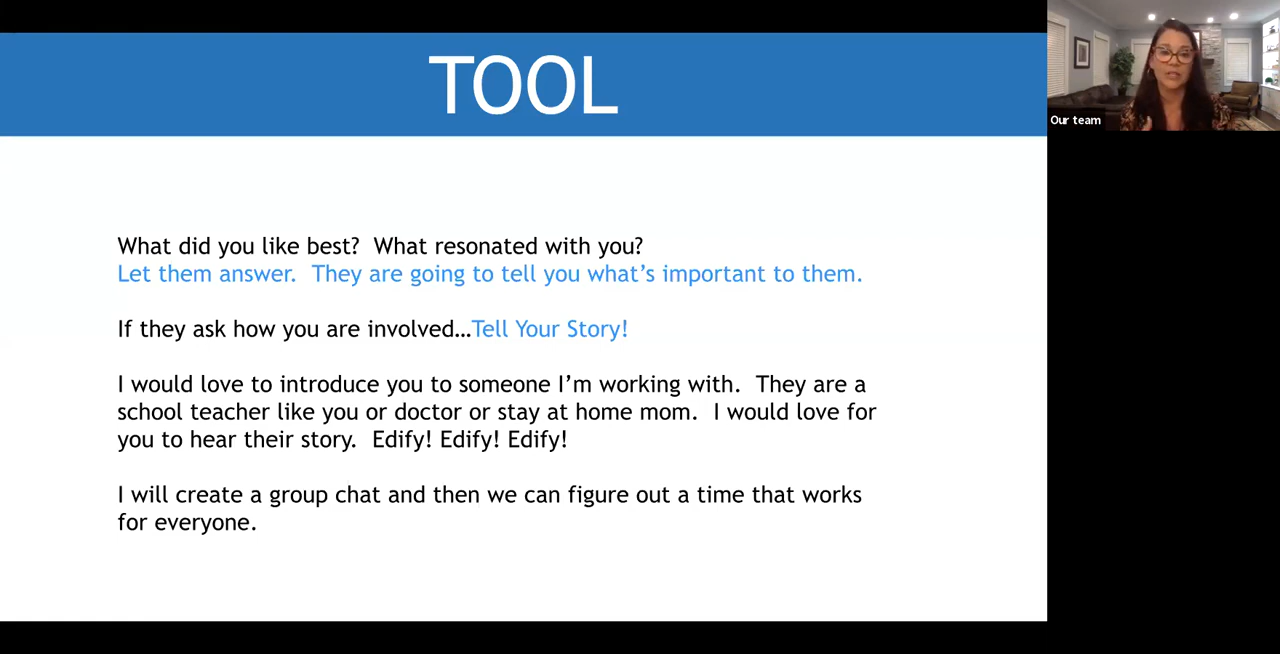 TOOL
Our team
What did you like best?  What resonated with you?
Let them answer.  They are going to tell you what's important to them.
If they ask how you are involved…Tell Your Story!
I would love to introduce you to someone I'm working with.  They are a
school teacher like you or doctor or stay at home mom.  I would love for
you to hear their story.  Edify! Edify! Edify!
I will create a group chat and then we can figure out a time that works
for everyone.